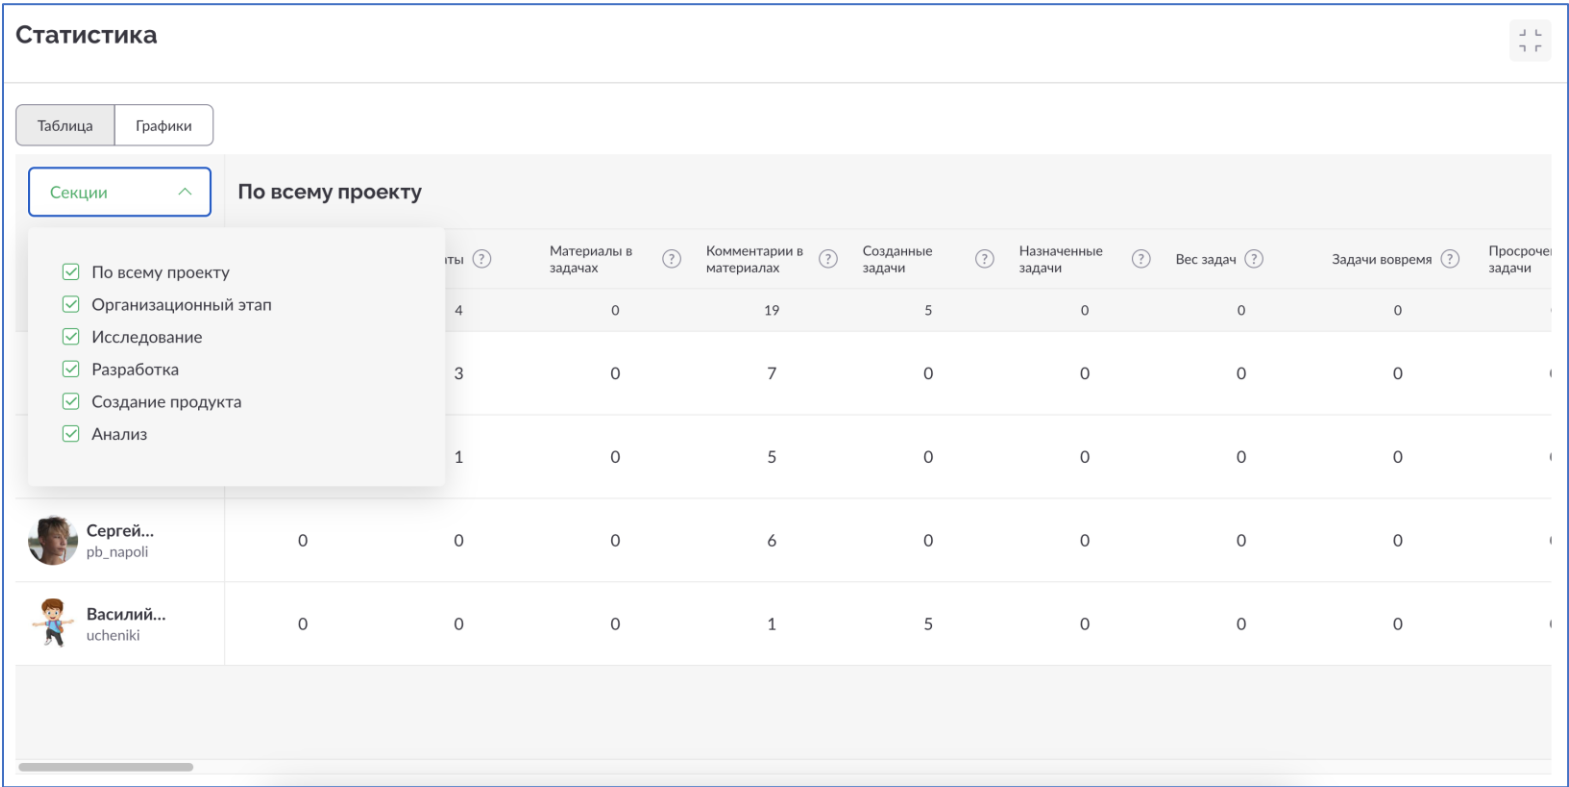 Статистика
Таблица Графики
Секции По всему проекту
По всему проекту
Организационный этап
Исследование
Разработка
Создание продукта
Анализ
Материалы в задачах Комментарии в материалах Созданные задачи Назначенные задачи Вес задач Задачи вовремя задачи
4 0 19 5 0 0 0
3 0 7 0 0 0 0
1 0 5 0 0 0 0
Сергей... 0 0 0 6 0 0 0 0
pb_napoli
Василий... 0 0 0 1 5 0 0 0
ucheniki